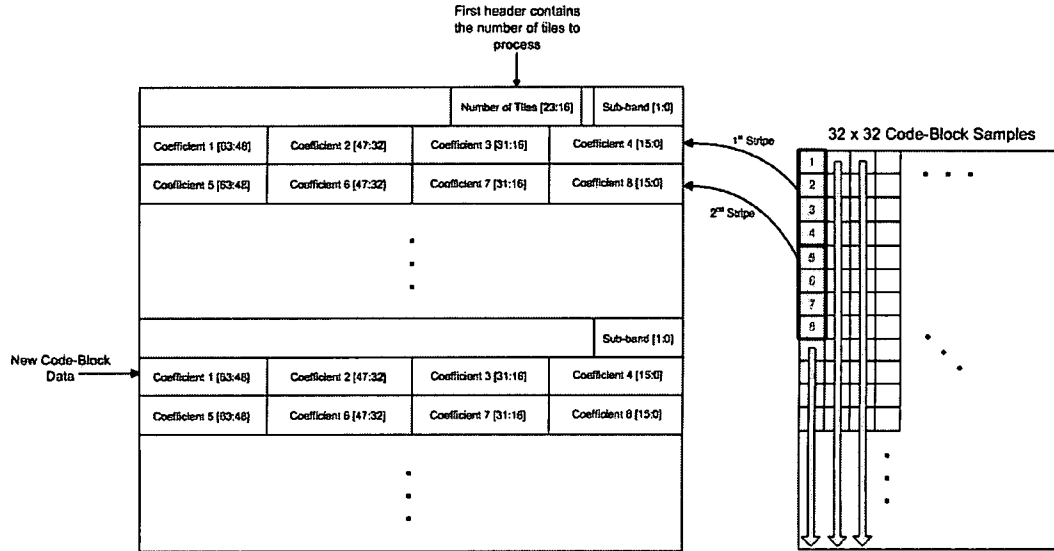 First header contains
the number of tiles to
process
Number of Tiles [23:16]
Sub-band [1:0]
Coefficient 1 [63:48]
Coefficient 2 [47:32]
Coefficient 3 [31:16]
Coefficient 4 [15:0]
Coefficient 5 [63:48]
Coefficient 6 [47:32]
Coefficient 7 [31:16]
Coefficient 8 [15:0]
1st Stripe
2nd Stripe
32 x 32 Code-Block Samples
1
2
3
4
5
6
7
8
Sub-band [1:0]
New Code-Block
Data
Coefficient 1 [63:48]
Coefficient 2 [47:32]
Coefficient 3 [31:16]
Coefficient 4 [15:0]
Coefficient 5 [63:48]
Coefficient 6 [47:32]
Coefficient 7 [31:16]
Coefficient 8 [15:0]